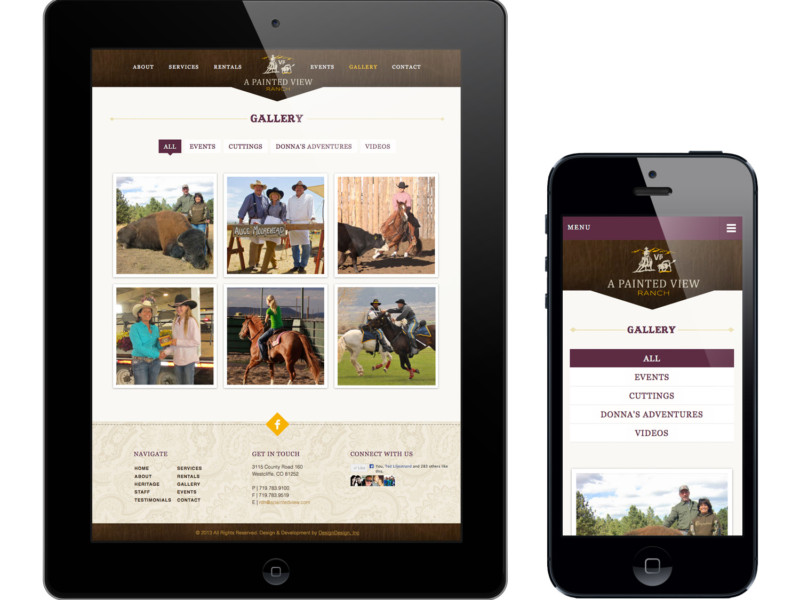 ABOUT SERVICES RENTALS EVENTS GALLERY CONTACT
VP
A PAINTED VIEW
RANCH
GALLERY
ALL EVENTS CUTTINGS DONNA'S ADVENTURES VIDEOS
ALICE MOOREHEAD
f
NAVIGATE
HOME SERVICES
ABOUT RENTALS
HERITAGE GALLERY
STAFF EVENTS
TESTIMONIALS CONTACT
GET IN TOUCH
3115 County Road 160
Westcliffe, CO 81252
P | 719.783.9100
F | 719.783.9519
CONNECT WITH US
© 2013 All Rights Reserved. Design & Development by
MENU
VP
A PAINTED VIEW
RANCH
GALLERY
ALL
EVENTS
CUTTINGS
DONNA'S ADVENTURES
VIDEOS